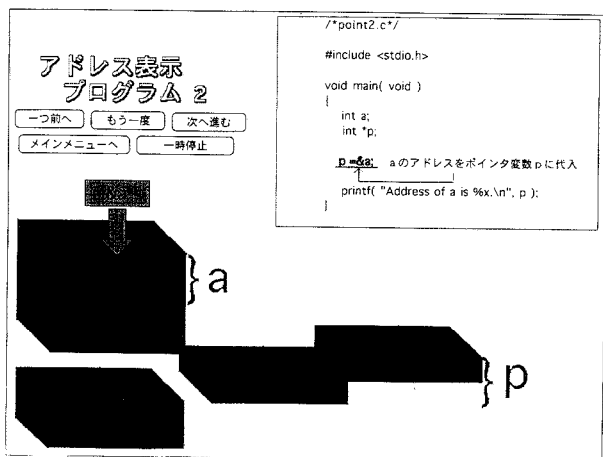 アドレス表示
プログラム 2
一つ前へ
もう一度
次へ進む
メインメニューへ
一時停止
/*point2.c*/
#include <stdio.h>
void main( void )
{
int a;
int *p;
p =&a;
aのアドレスをポインタ変数pに代入
printf( "Address of a is %x.\n", p );
}
a
p